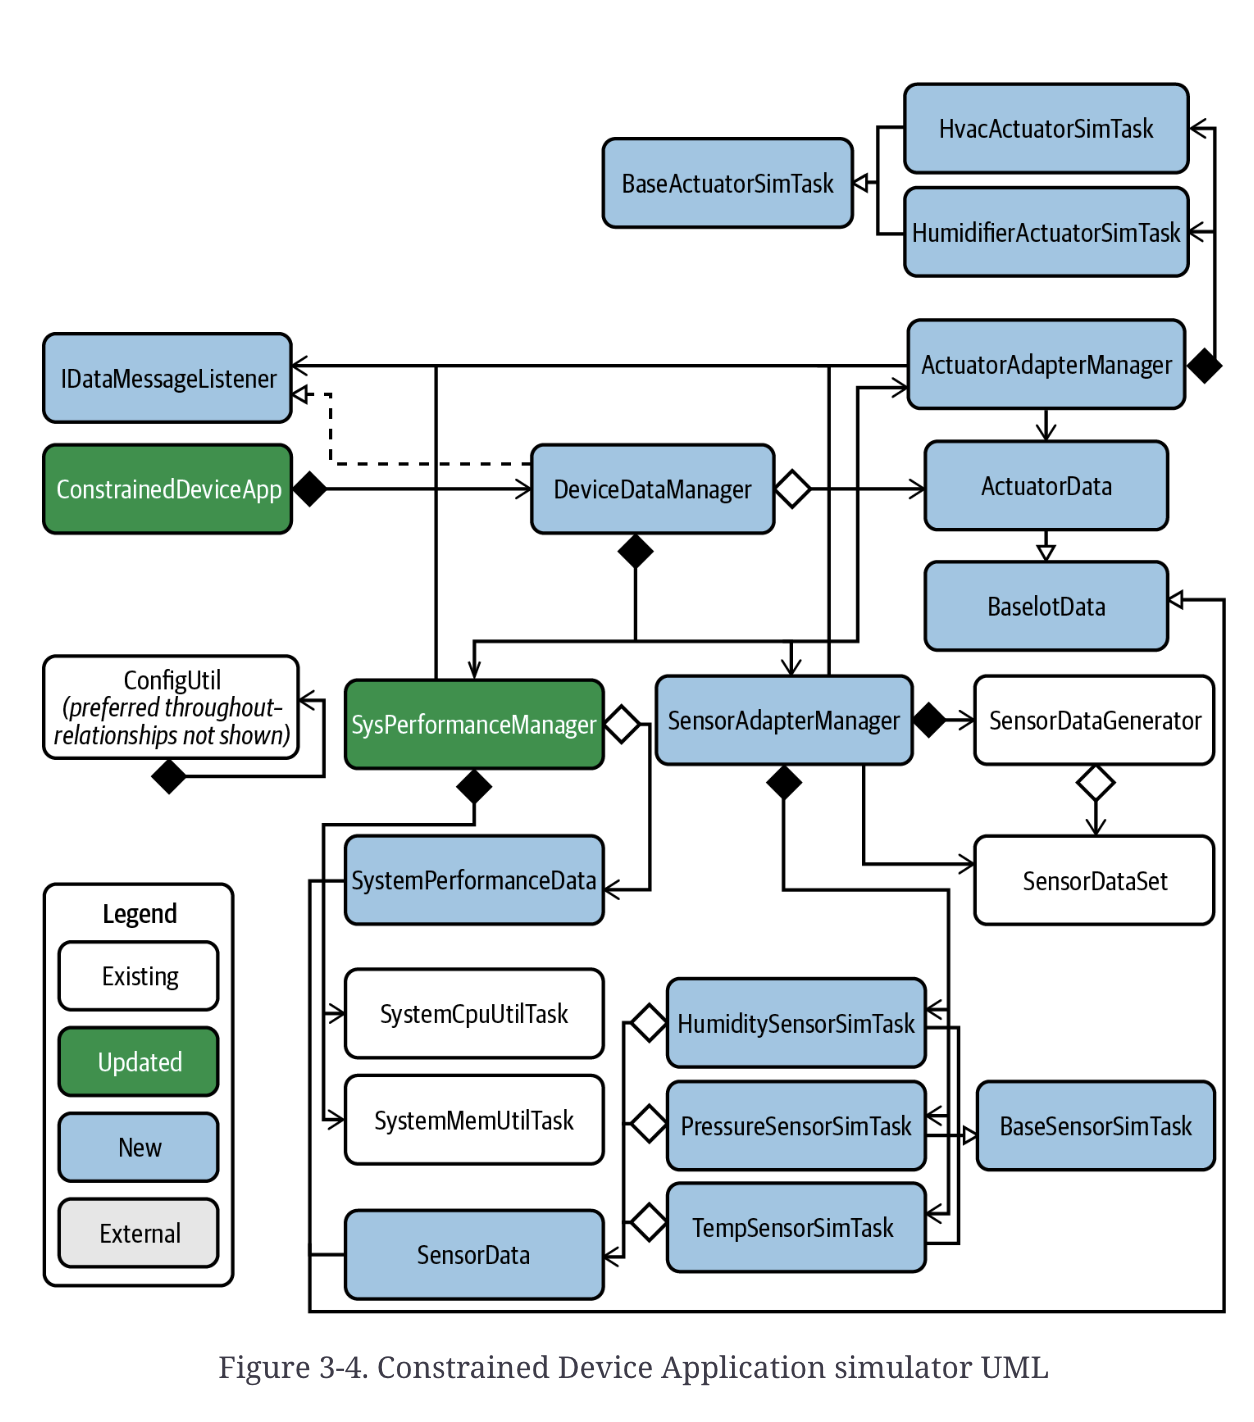 HvacActuatorSimTask
BaseActuatorSimTask
HumidifierActuatorSimTask
IDataMessageListener
ActuatorAdapterManager
ConstrainedDeviceApp
DeviceDataManager
ActuatorData
BaseIotData
ConfigUtil
(preferred throughout–
relationships not shown)
SysPerformanceManager
SensorAdapterManager
SensorDataGenerator
SystemPerformanceData
SensorDataSet
Legend
Existing
Updated
New
External
SystemCpuUtilTask
HumiditySensorSimTask
SystemMemUtilTask
PressureSensorSimTask
BaseSensorSimTask
SensorData
TempSensorSimTask
Figure 3-4. Constrained Device Application simulator UML